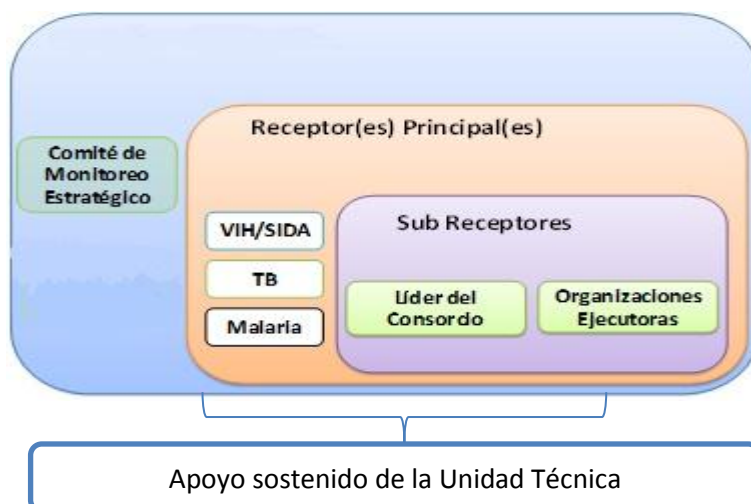 Receptor(es) Principal(es)
Comité de
Monitoreo
Estratégico
VIH/SIDA
TB
Malaria
Sub Receptores
Líder del
Consordo
Organizaciones
Ejecutoras
Apoyo sostenido de la Unidad Técnica